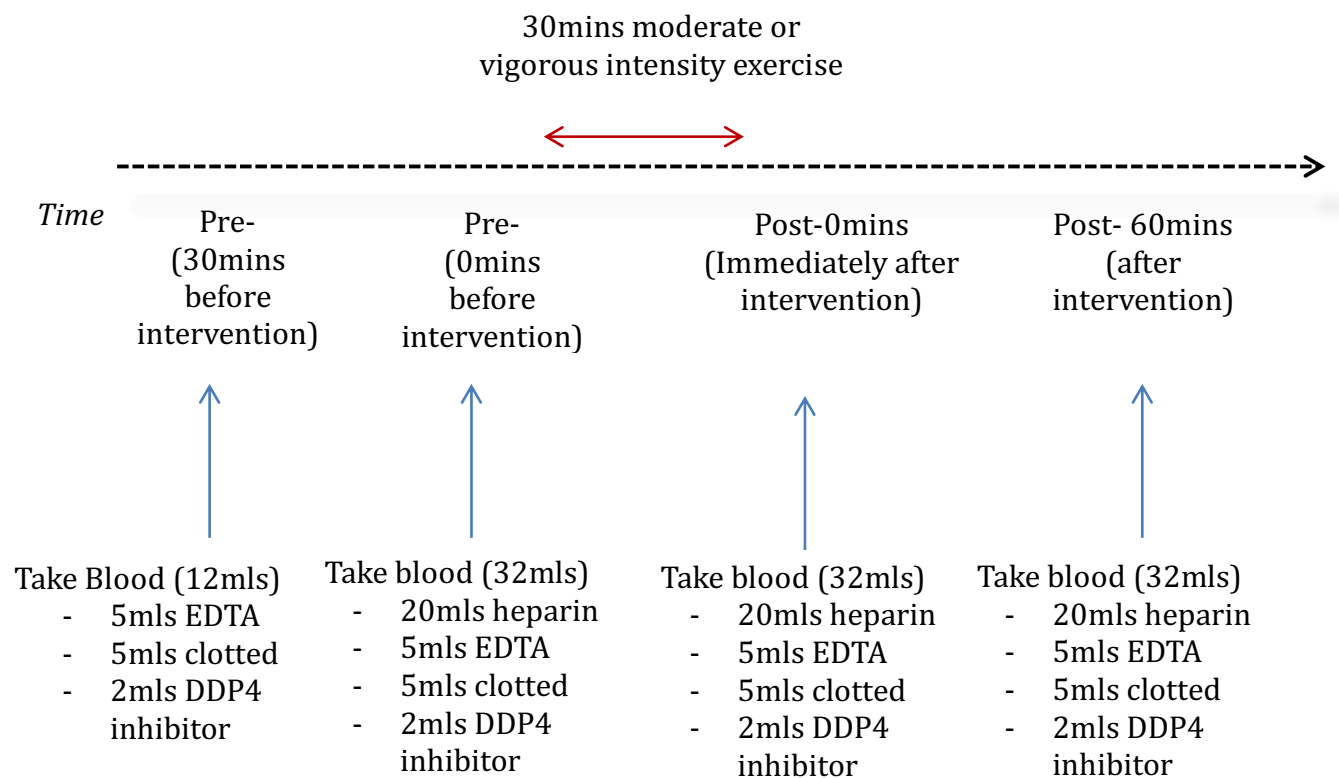 30mins moderate or
vigorous intensity exercise
Time
Pre-
(30mins
before
intervention)
Pre-
(0mins
before
intervention)
Post-0mins
(Immediately after
intervention)
Post- 60mins
(after
intervention)
Take Blood (12mls)
- 5mls EDTA
- 5mls clotted
- 2mls DDP4
inhibitor
Take blood (32mls)
- 20mls heparin
- 5mls EDTA
- 5mls clotted
- 2mls DDP4
inhibitor
Take blood (32mls)
- 20mls heparin
- 5mls EDTA
- 5mls clotted
- 2mls DDP4
inhibitor
Take blood (32mls)
- 20mls heparin
- 5mls EDTA
- 5mls clotted
- 2mls DDP4
inhibitor